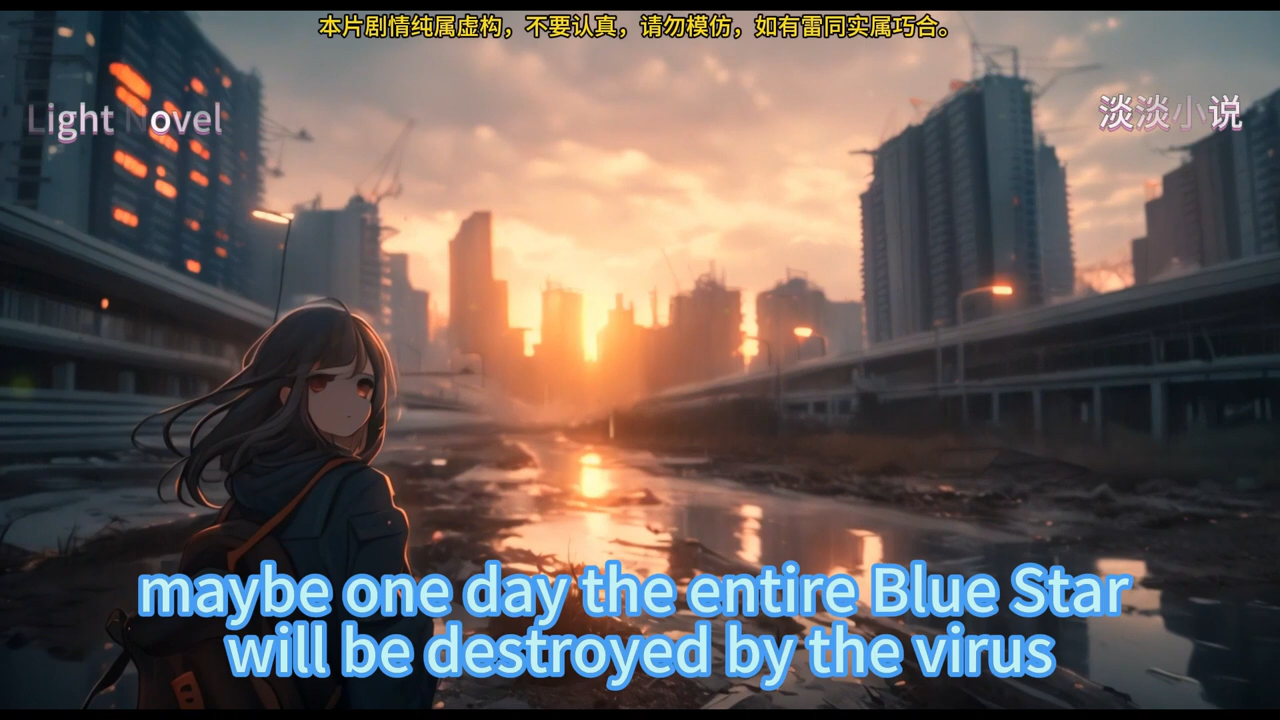 本片剧情纯属虚构，不要认真，请勿模仿，如有雷同实属巧合。
Light Novel
淡淡小说
maybe one day the entire Blue Star
will be destroyed by the virus